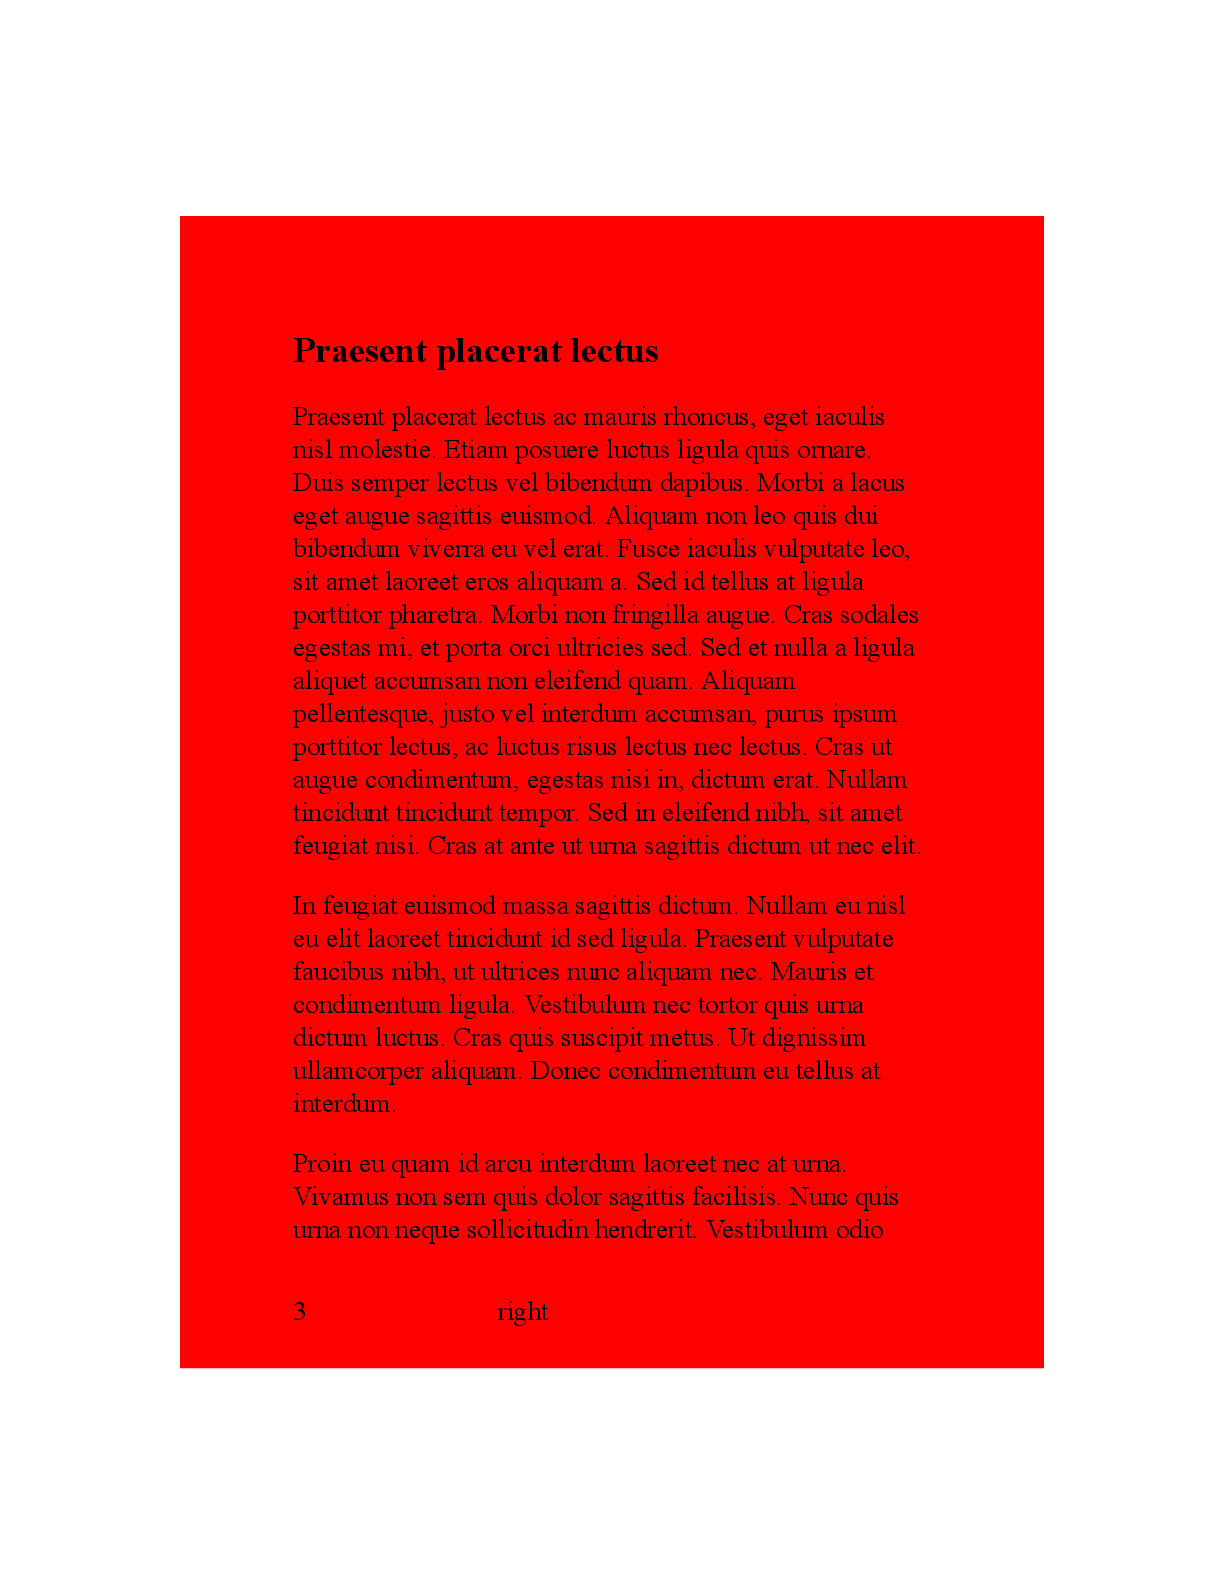 Praesent placerat lectus
Praesent placerat lectus ac mauris rhoncus, eget iaculis
nisl molestie. Etiam posuere luctus ligula quis ornare.
Duis semper lectus vel bibendum dapibus. Morbi a lacus
eget augue sagittis euismod. Aliquam non leo quis dui
bibendum viverra eu vel erat. Fusce iaculis vulputate leo,
sit amet laoreet eros aliquam a. Sed id tellus at ligula
porttitor pharetra. Morbi non fringilla augue. Cras sodales
egestas mi, et porta orci ultricies sed. Sed et nulla a ligula
aliquet accumsan non eleifend quam. Aliquam
pellentesque, justo vel interdum accumsan, purus ipsum
porttitor lectus, ac luctus risus lectus nec lectus. Cras ut
augue condimentum, egestas nisi in, dictum erat. Nullam
tincidunt tincidunt tempor. Sed in eleifend nibh, sit amet
feugiat nisi. Cras at ante ut urna sagittis dictum ut nec elit.
In feugiat euismod massa sagittis dictum. Nullam eu nisl
eu elit laoreet tincidunt id sed ligula. Praesent vulputate
faucibus nibh, ut ultrices nunc aliquam nec. Mauris et
condimentum ligula. Vestibulum nec tortor quis urna
dictum luctus. Cras quis suscipit metus. Ut dignissim
ullamcorper aliquam. Donec condimentum eu tellus at
interdum.
Proin eu quam id arcu interdum laoreet nec at urna.
Vivamus non sem quis dolor sagittis facilisis. Nunc quis
urna non neque sollicitudin hendrerit. Vestibulum odio
3 right